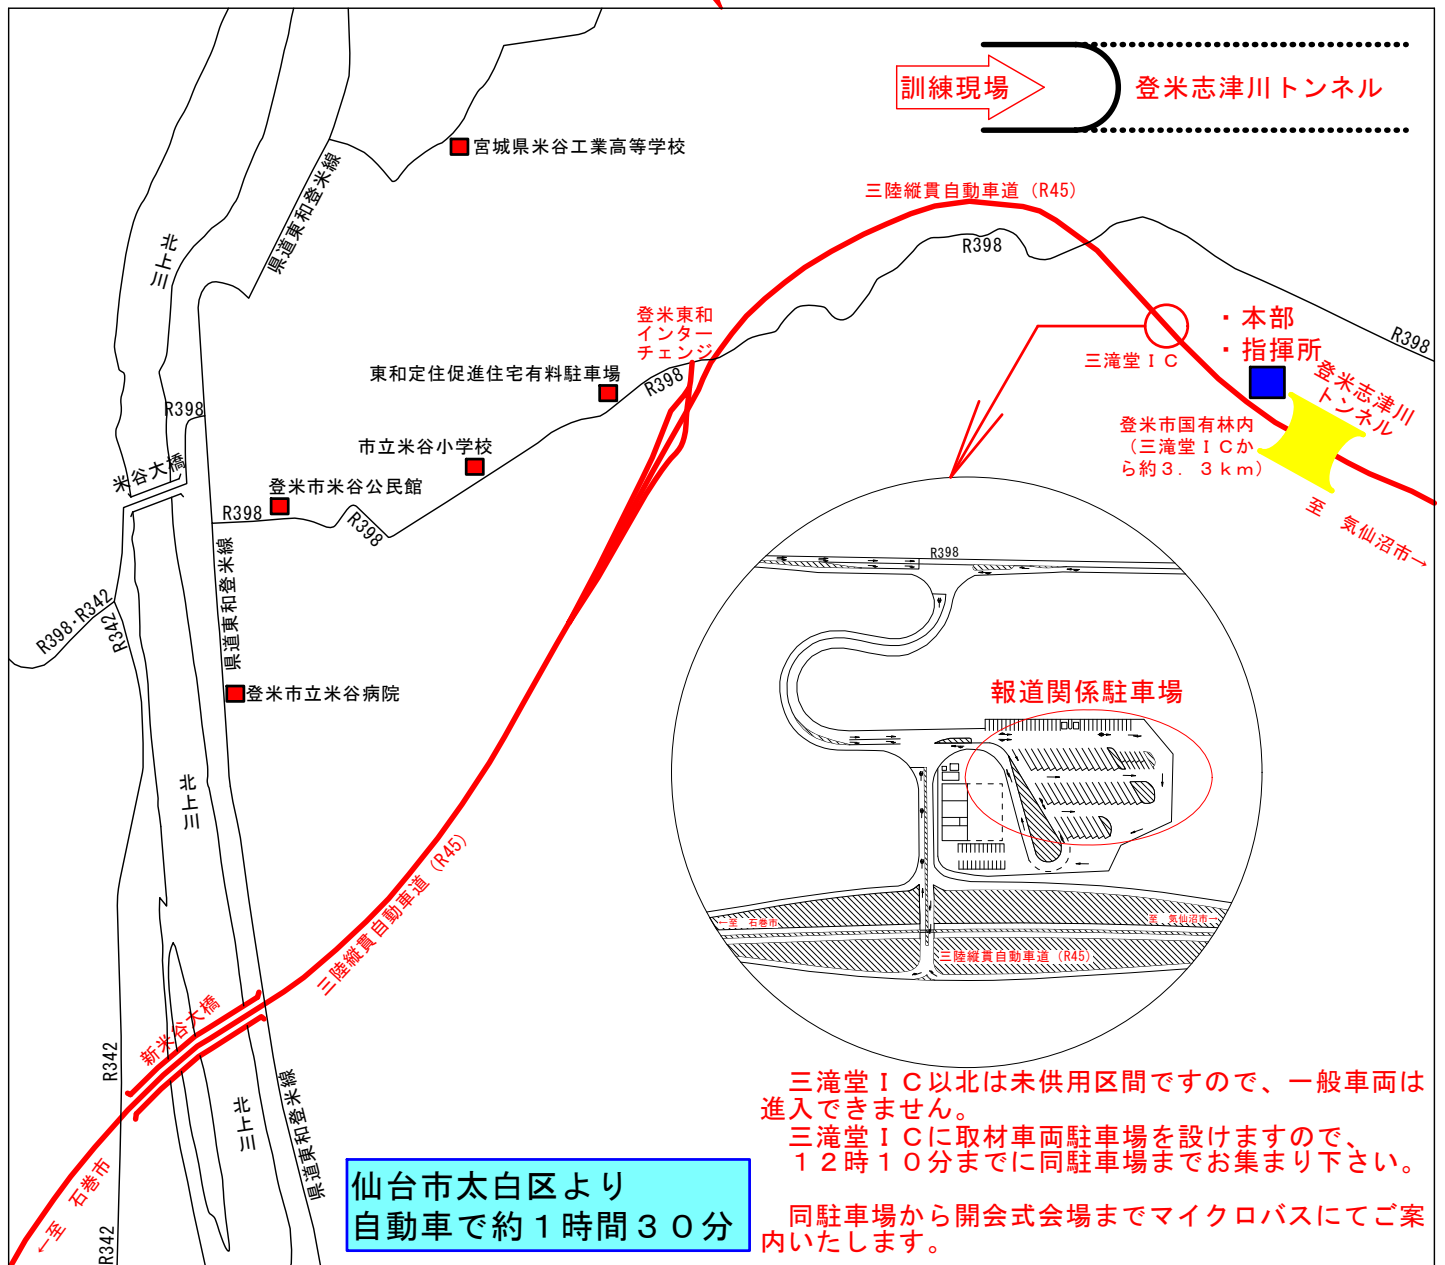 訓練現場
登米志津川トンネル
宮城県米谷工業高等学校
県道東和登米線
三陸縦貫自動車道（R45）
R398
北上川
登米東和
インター
チェンジ
・本部
・指揮所
R398
三滝堂ＩＣ
登米志津川
トンネル
東和定住促進住宅有料駐車場
R398
R398
登米市国有林内
（三滝堂ＩＣか
ら約３．３ｋｍ）
市立米谷小学校
米谷大橋
登米市米谷公民館
R398
R398
至　気仙沼市→
県道東和登米線
R398
R398・R342
R342
登米市立米谷病院
報道関係駐車場
北上川
三陸縦貫自動車道（R45）
←至　石巻市
至　気仙沼市→
三陸縦貫自動車道（R45）
新米谷大橋
R342
北上川
県道東和登米線
←至　石巻市
R342
三滝堂ＩＣ以北は未供用区間ですので、一般車両は
進入できません。
三滝堂ＩＣに取材車両駐車場を設けますので、
１２時１０分までに同駐車場までお集まり下さい。
同駐車場から開会式会場までマイクロバスにてご案
内いたします。
仙台市太白区より
自動車で約１時間３０分